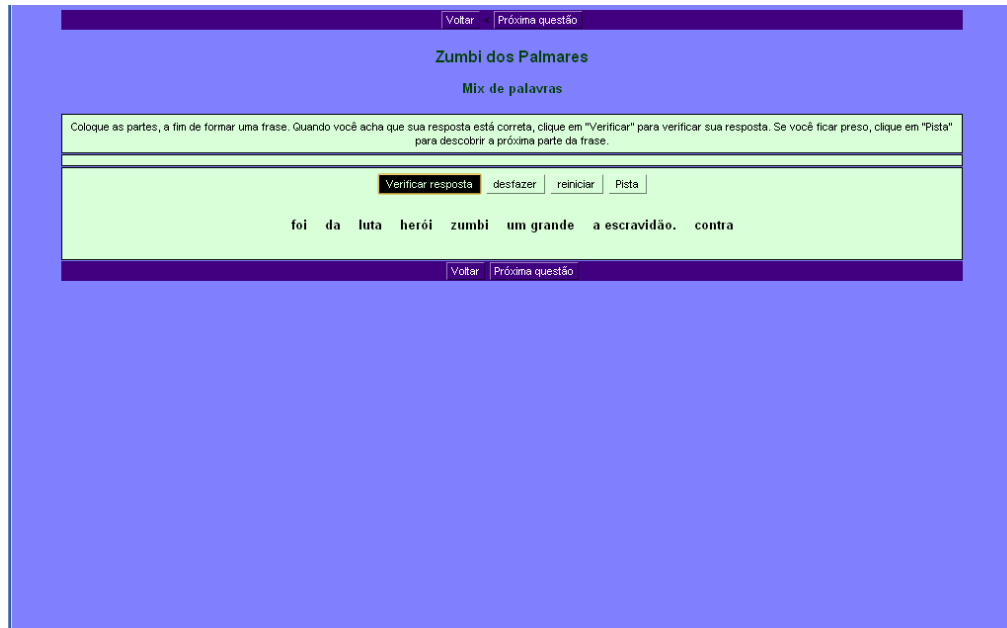 Voltar < Próxima questão
Zumbi dos Palmares
Mix de palavras
Coloque as partes, a fim de formar uma frase. Quando você acha que sua resposta está correta, clique em "Verificar" para verificar sua resposta. Se você ficar preso, clique em "Pista"
para descobrir a próxima parte da frase.
Verificar resposta desfazer reiniciar Pista
foi da luta herói zumbi um grande a escravidão. contra
Voltar Próxima questão